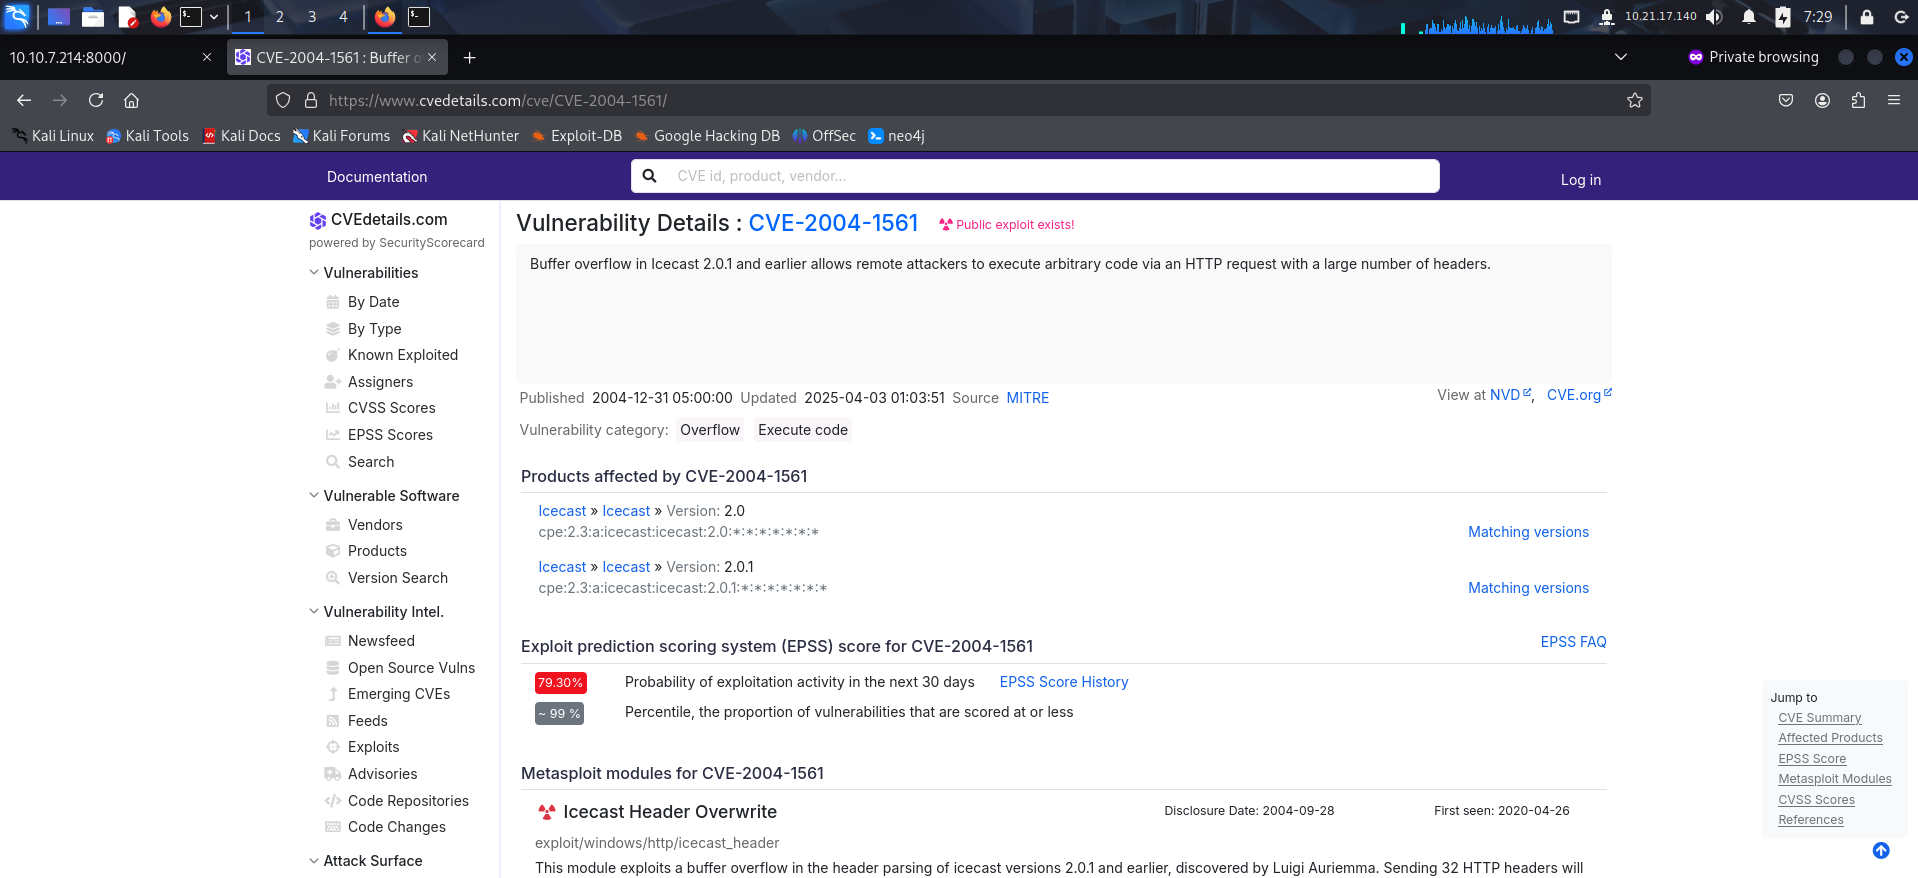 1 2 3 4 10.21.17.140 7:29
10.10.7.214:8000/ CVE-2004-1561 : Buffer o Private browsing
https://www.cvedetails.com/cve/CVE-2004-1561/
Kali Linux Kali Tools Kali Docs Kali Forums Kali NetHunter Exploit-DB Google Hacking DB OffSec neo4j
Documentation CVE id, product, vendor... Log in
CVEdetails.com
powered by SecurityScorecard
Vulnerabilities
By Date
By Type
Known Exploited
Assigners
CVSS Scores
EPSS Scores
Search
Vulnerable Software
Vendors
Products
Version Search
Vulnerability Intel.
Newsfeed
Open Source Vulns
Emerging CVEs
Feeds
Exploits
Advisories
Code Repositories
Code Changes
Attack Surface
Vulnerability Details : CVE-2004-1561 Public exploit exists!
Buffer overflow in Icecast 2.0.1 and earlier allows remote attackers to execute arbitrary code via an HTTP request with a large number of headers.
Published 2004-12-31 05:00:00 Updated 2025-04-03 01:03:51 Source MITRE View at NVD, CVE.org
Vulnerability category: Overflow Execute code
Products affected by CVE-2004-1561
Icecast » Icecast » Version: 2.0
cpe:2.3:a:icecast:icecast:2.0:*:*:*:*:*:*:* Matching versions
Icecast » Icecast » Version: 2.0.1
cpe:2.3:a:icecast:icecast:2.0.1:*:*:*:*:*:*:* Matching versions
Exploit prediction scoring system (EPSS) score for CVE-2004-1561 EPSS FAQ
79.30% Probability of exploitation activity in the next 30 days EPSS Score History
~ 99 % Percentile, the proportion of vulnerabilities that are scored at or less
Metasploit modules for CVE-2004-1561
Icecast Header Overwrite Disclosure Date: 2004-09-28 First seen: 2020-04-26
exploit/windows/http/icecast_header
This module exploits a buffer overflow in the header parsing of icecast versions 2.0.1 and earlier, discovered by Luigi Auriemma. Sending 32 HTTP headers will
Jump to
CVE Summary
Affected Products
EPSS Score
Metasploit Modules
CVSS Scores
References